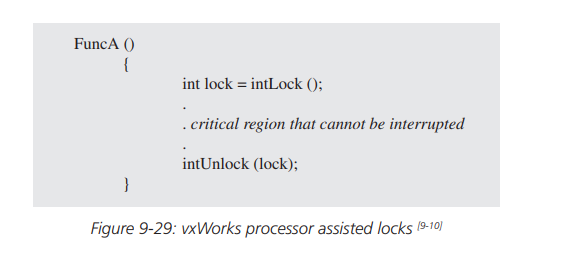 FuncA ()
{
int lock = intLock ();
.
. critical region that cannot be interrupted
.
intUnlock (lock);
}
Figure 9-29: vxWorks processor assisted locks [9-10]